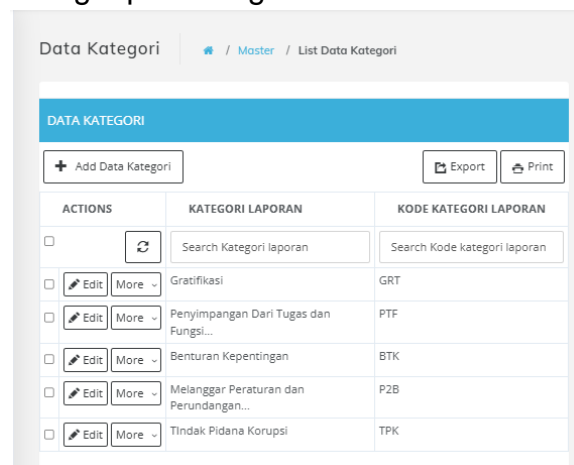 Data Kategori / Master / List Data Kategori
DATA KATEGORI
Add Data Kategori Export Print
ACTIONS KATEGORI LAPORAN KODE KATEGORI LAPORAN
Search Kategori laporan Search Kode kategori laporan
Edit More Gratifikasi GRT
Edit More Penyimpangan Dari Tugas dan PTF
Fungsi...
Edit More Benturan Kepentingan BTK
Edit More Melanggar Peraturan dan P2B
Perundangan...
Edit More TIndak Pidana Korupsi TPK